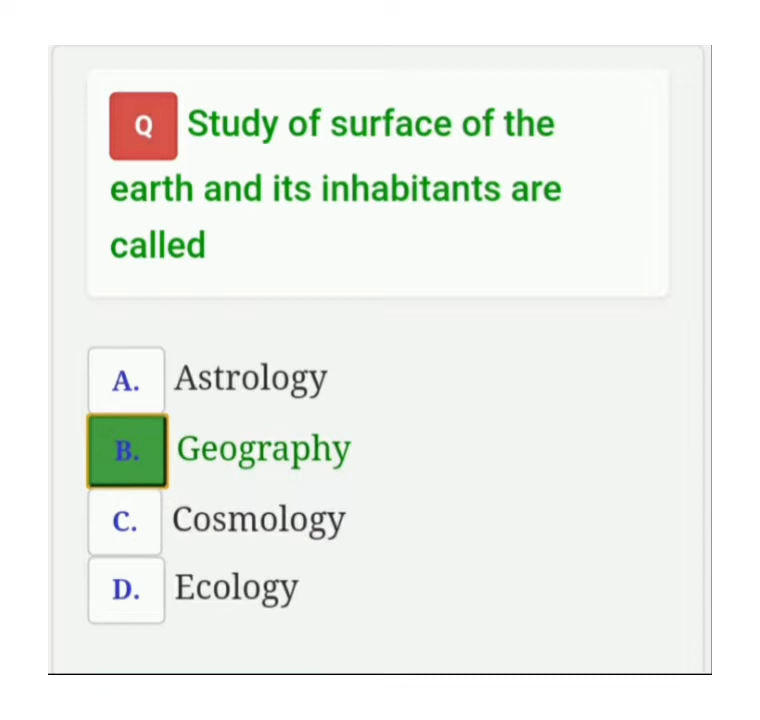 Q Study of surface of the
earth and its inhabitants are
called
A. Astrology
B. Geography
C. Cosmology
D. Ecology